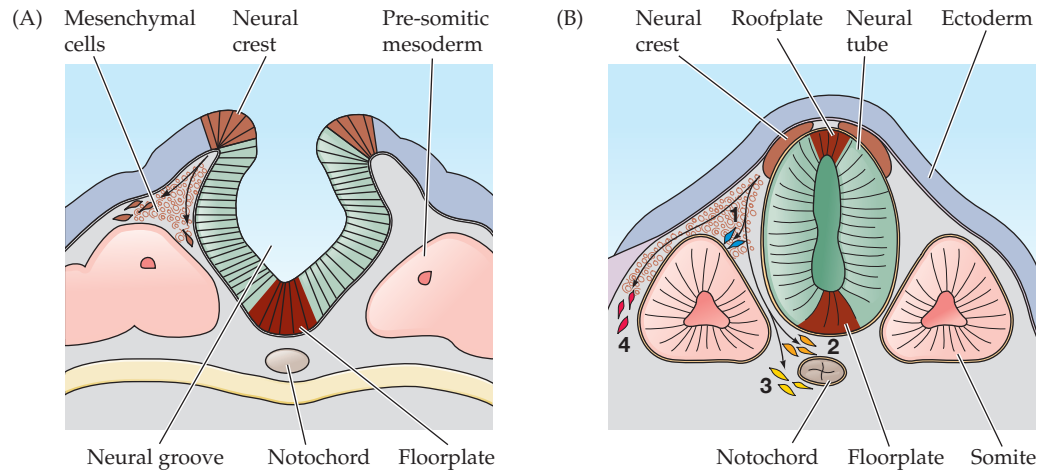 (A)
Mesenchymal
cells
Neural
crest
Pre-somitic
mesoderm
Neural groove
Notochord
Floorplate
(B)
Neural
crest
Roofplate
Neural
tube
Ectoderm
1
2
3
4
Notochord
Floorplate
Somite